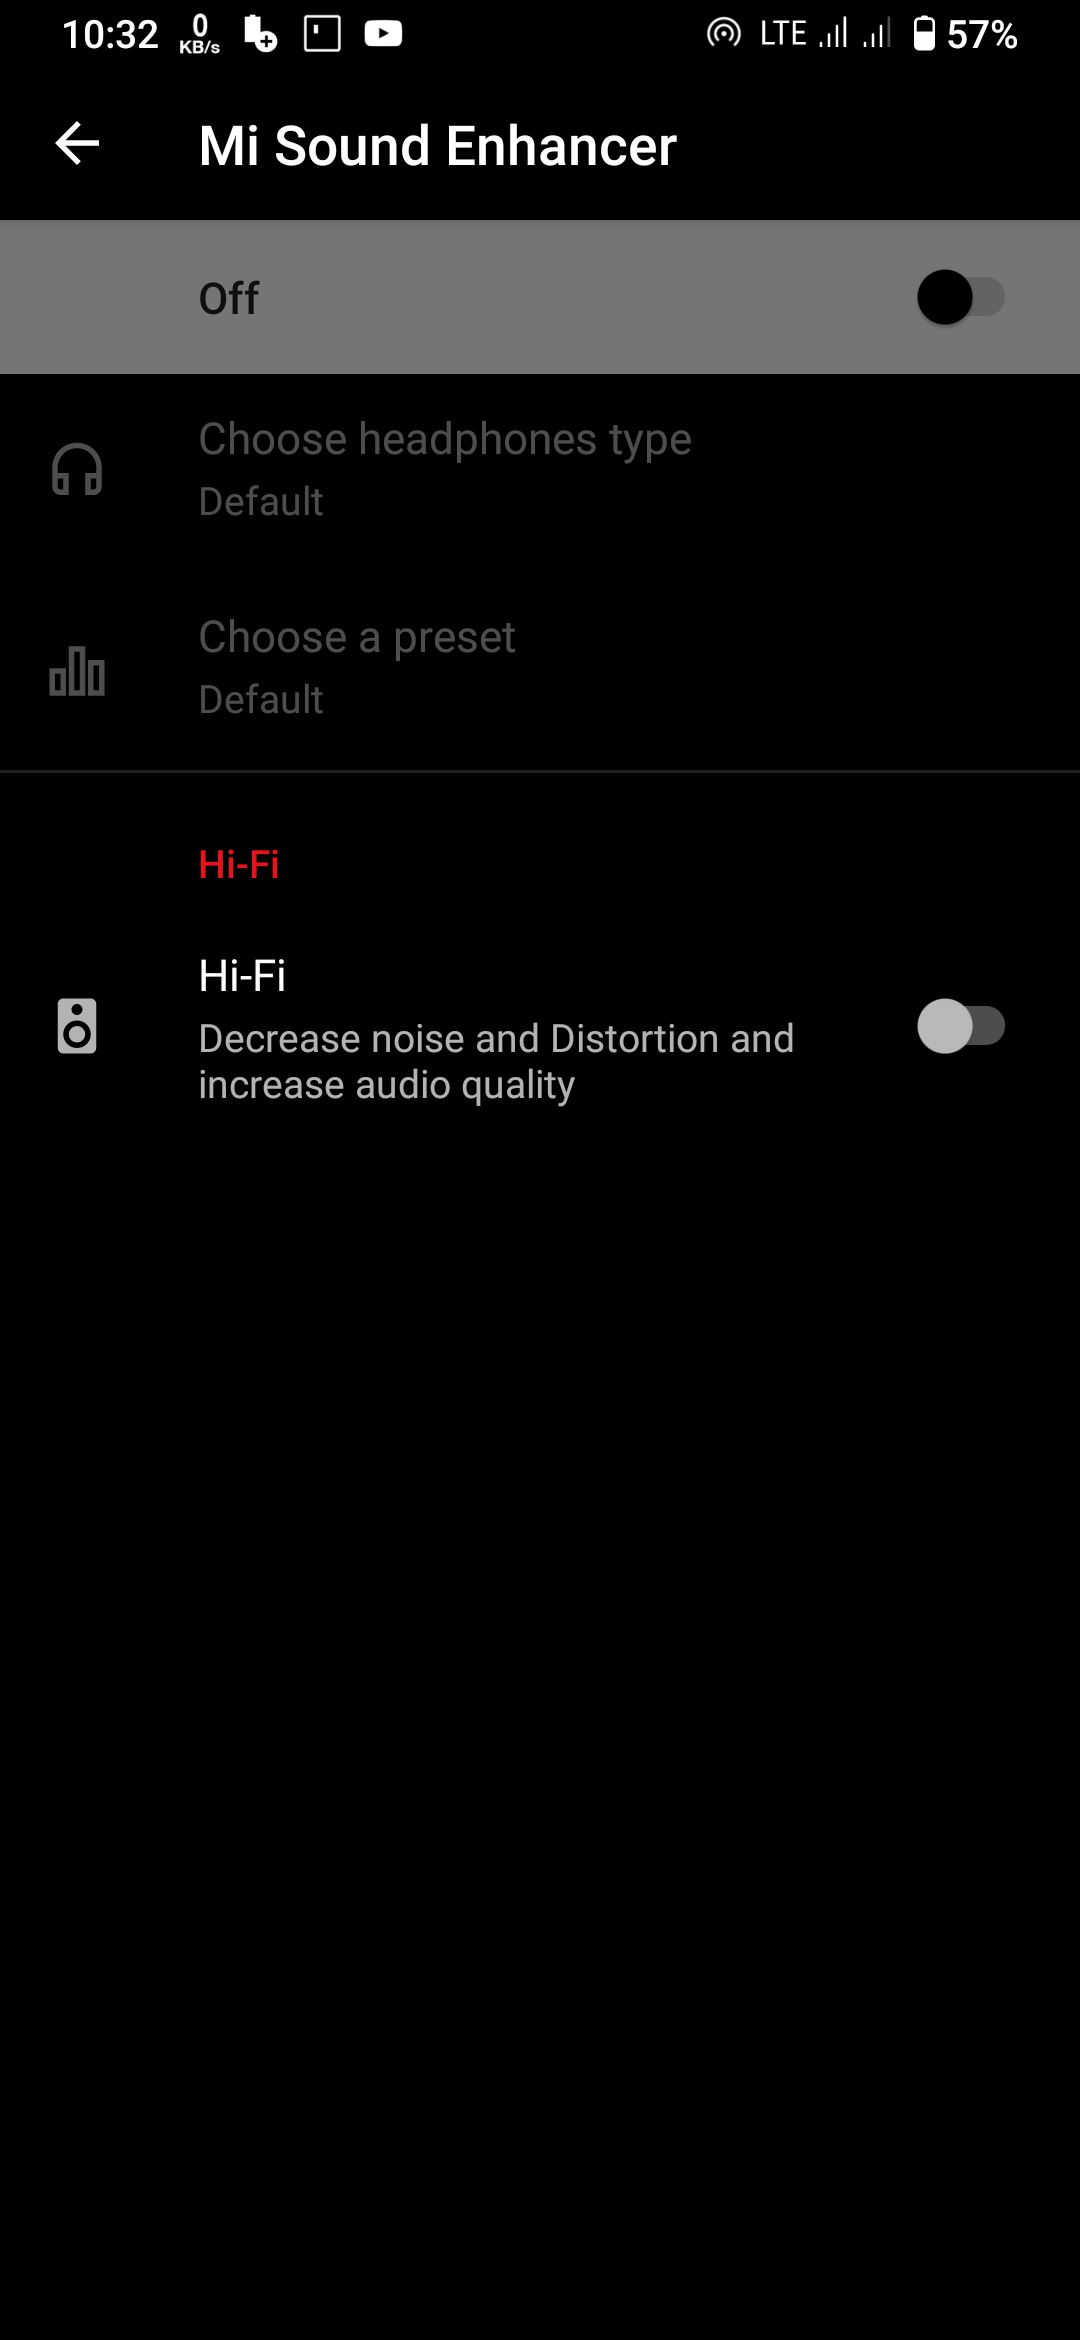 10:32 0 KB/s LTE 57%
Mi Sound Enhancer
Off
Choose headphones type
Default
Choose a preset
Default
Hi-Fi
Hi-Fi
Decrease noise and Distortion and
increase audio quality